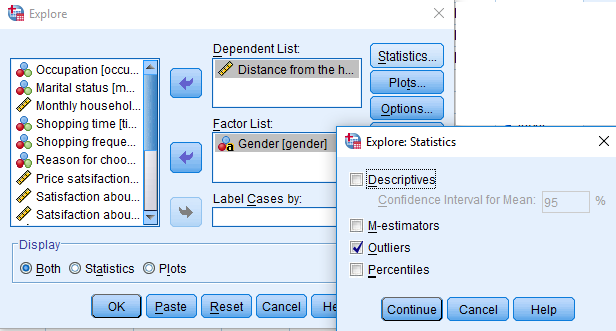 Explore
Dependent List:
Occupation [occu...
Marital status [m...
Monthly househol...
Shopping time [ti...
Shopping freque...
Reason for choo...
Price satsifaction...
Satisfaction abou...
Satsifaction abou...
Distance from the h...
Factor List:
a Gender [gender]
Label Cases by:
Statistics...
Plots...
Options...
Display
Both
Statistics
Plots
OK
Paste
Reset
Cancel
Explore: Statistics
Descriptives
Confidence Interval for Mean: 95 %
M-estimators
Outliers
Percentiles
Continue
Cancel
Help